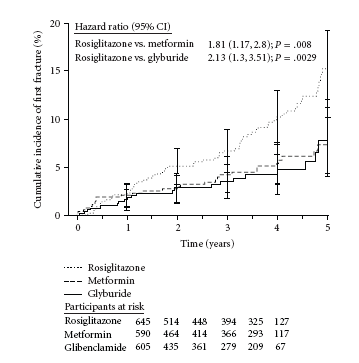 Hazard ratio (95% CI)
Rosiglitazone vs. metformin 1.81 (1.17, 2.8); P = .008
Rosiglitazone vs. glyburide 2.13 (1.3, 3.51); P = .0029
Cumulative incidence of first fracture (%)
20
15
10
5
0
0 1 2 3 4 5
Time (years)
Rosiglitazone
Metformin
Glyburide
Participants at risk
Rosiglitazone 645 514 448 394 325 127
Metformin 590 464 414 366 293 117
Glibenclamide 605 435 361 279 209 67